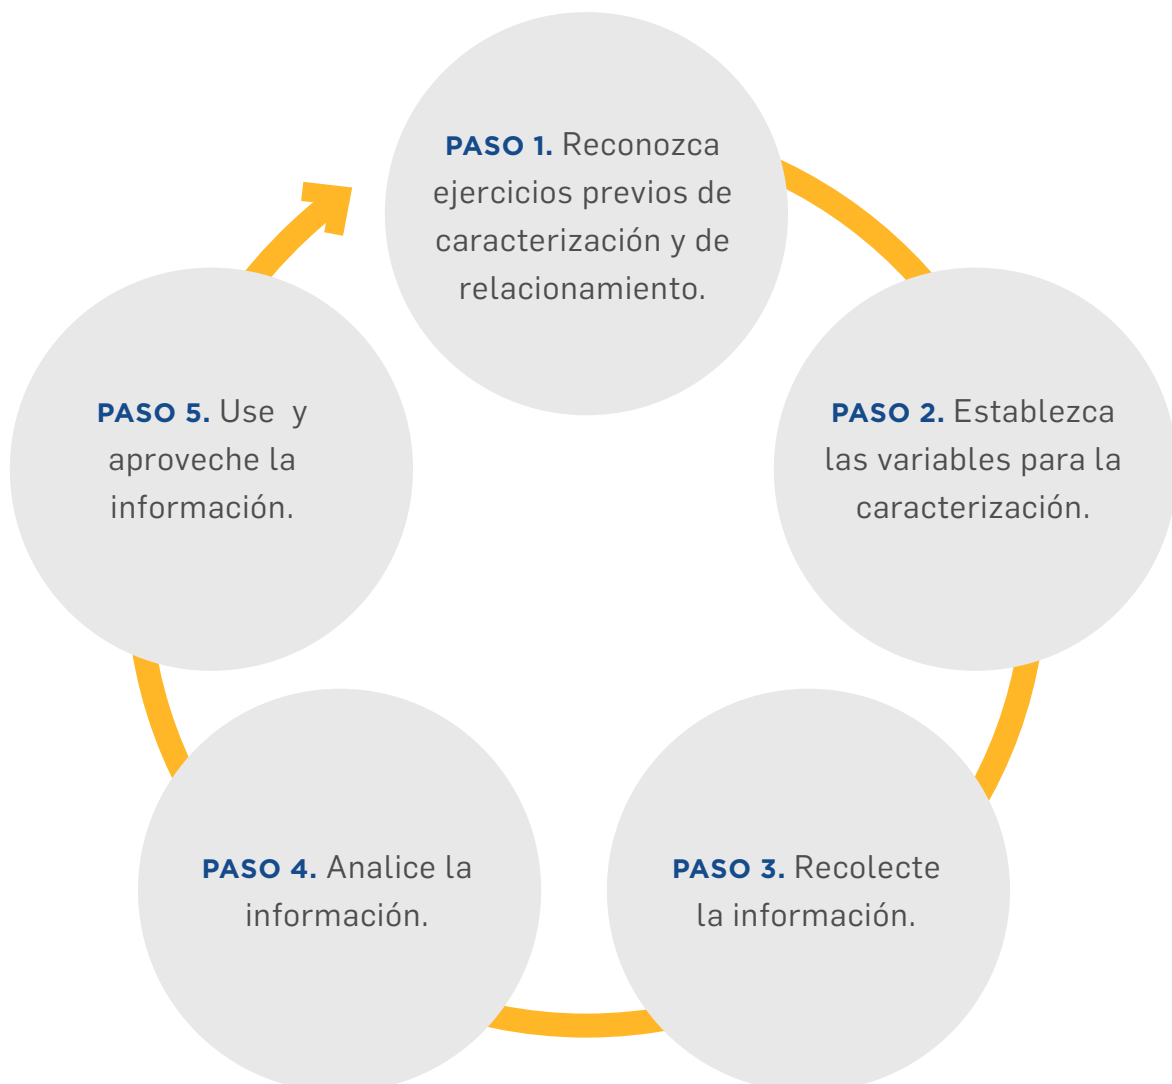 PASO 1. Reconozca
ejercicios previos de
caracterización y de
relacionamiento.
PASO 2. Establezca
las variables para la
caracterización.
PASO 3. Recolecte
la información.
PASO 4. Analice la
información.
PASO 5. Use y
aproveche la
información.